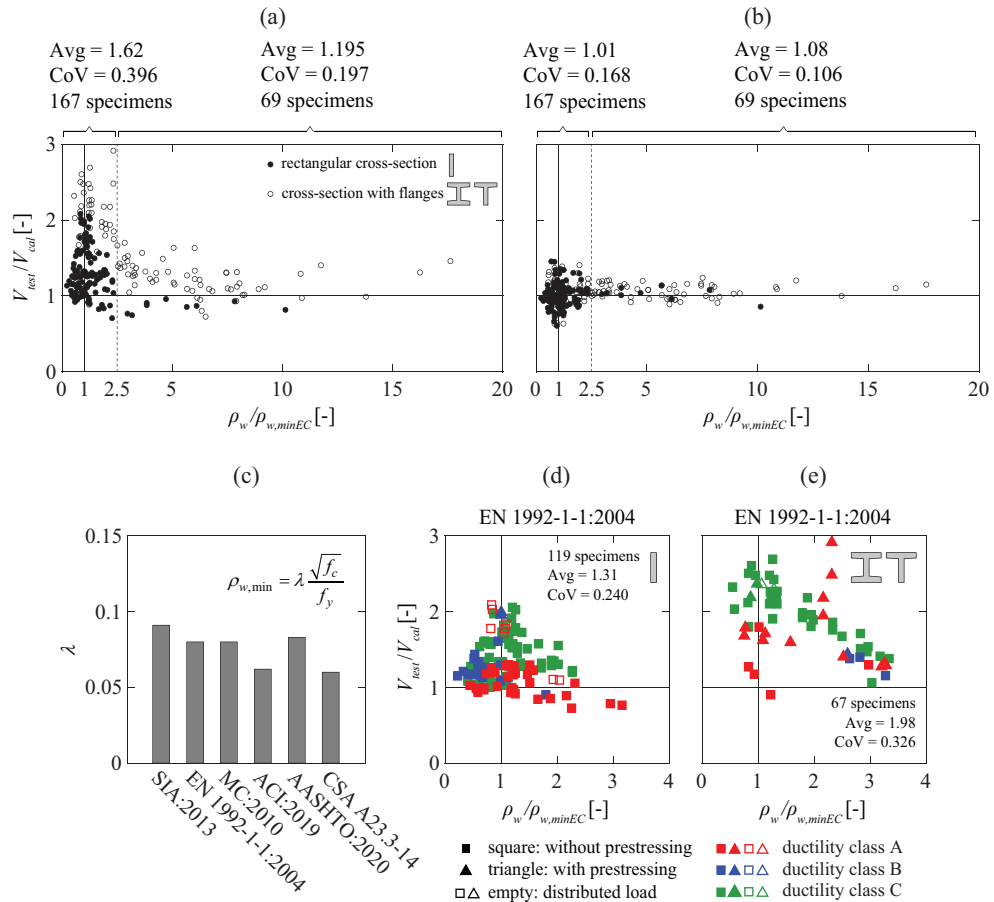 (a)
Avg = 1.62
CoV = 0.396
167 specimens
Avg = 1.195
CoV = 0.197
69 specimens
3
2
1
0
V_test/V_cal [-]
rectangular cross-section
cross-section with flanges
0 1 2.5 5 10 15 20
ρ_w/ρ_w,minEC [-]
(b)
Avg = 1.01
CoV = 0.168
167 specimens
Avg = 1.08
CoV = 0.106
69 specimens
0 1 2.5 5 10 15 20
ρ_w/ρ_w,minEC [-]
(c)
0.15
0.1
0.05
0
λ
ρ_w,min = λ √f_c / f_y
SIA:2013
EN 1992-1-1:2004
MC:2010
ACI:2019
AASHTO:2020
CSA A23.3-14
(d)
EN 1992-1-1:2004
119 specimens
Avg = 1.31
CoV = 0.240
3
2
1
0
V_test/V_cal [-]
0 1 2 3 4
ρ_w/ρ_w,minEC [-]
(e)
EN 1992-1-1:2004
67 specimens
Avg = 1.98
CoV = 0.326
0 1 2 3 4
ρ_w/ρ_w,minEC [-]
square: without prestressing
triangle: with prestressing
empty: distributed load
ductility class A
ductility class B
ductility class C